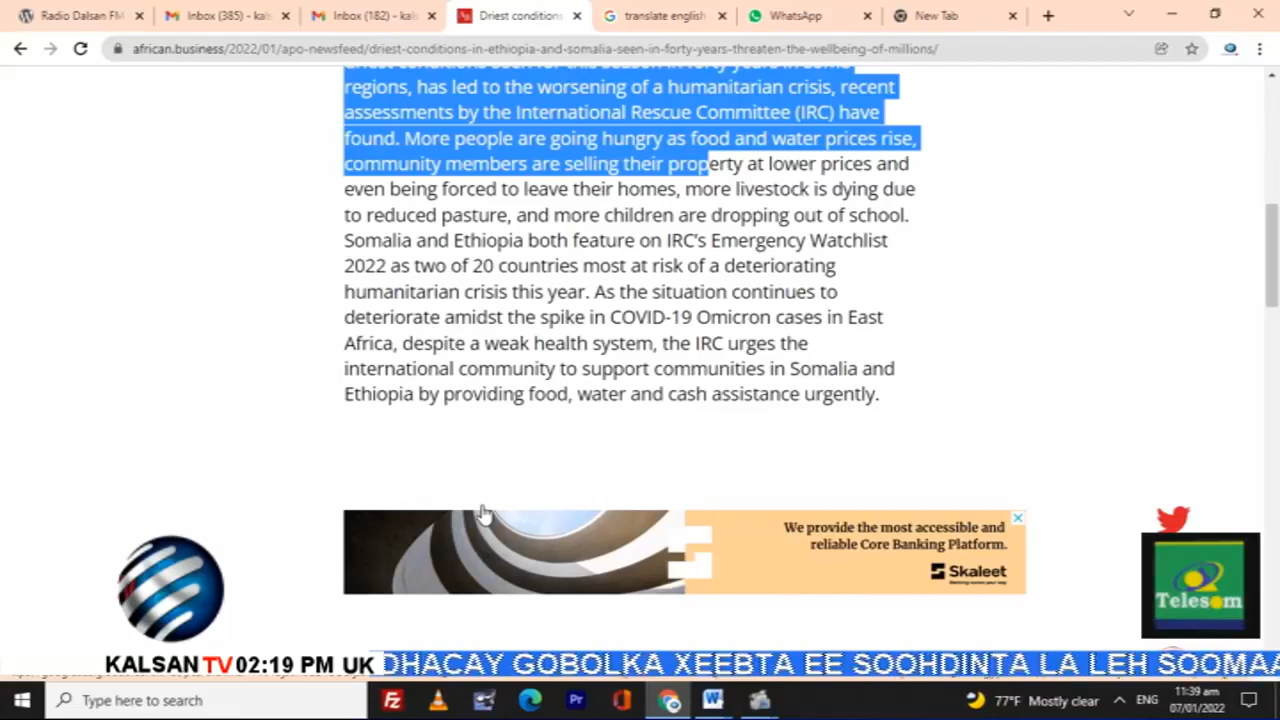 Radio Dalsan FM
Inbox (385) - kals
Inbox (182) - kals
Driest conditions
translate english
WhatsApp
New Tab
african.business/2022/01/apo-newsfeed/driest-conditions-in-ethiopia-and-somalia-seen-in-forty-years-threaten-the-wellbeing-of-millions/
regions, has led to the worsening of a humanitarian crisis, recent
assessments by the International Rescue Committee (IRC) have
found. More people are going hungry as food and water prices rise,
community members are selling their property at lower prices and
even being forced to leave their homes, more livestock is dying due
to reduced pasture, and more children are dropping out of school.
Somalia and Ethiopia both feature on IRC's Emergency Watchlist
2022 as two of 20 countries most at risk of a deteriorating
humanitarian crisis this year. As the situation continues to
deteriorate amidst the spike in COVID-19 Omicron cases in East
Africa, despite a weak health system, the IRC urges the
international community to support communities in Somalia and
Ethiopia by providing food, water and cash assistance urgently.
We provide the most accessible and
reliable Core Banking Platform.
Skaleet
Telesom
KALSAN TV 02:19 PM UK
DHACAY GOBOLKA XEEBTA EE SOOHDINTA LA LEH SOOMAA
Type here to search
77°F Mostly clear
ENG
11:39 am
07/01/2022